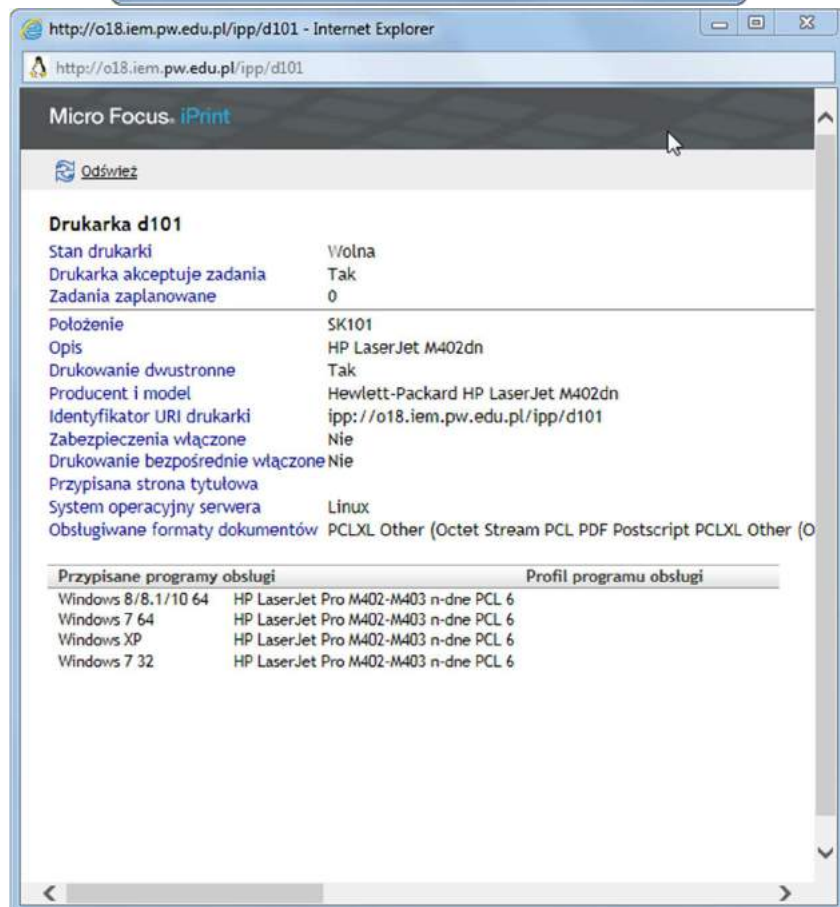 http://o18.iem.pw.edu.pl/ipp/d101 - Internet Explorer
http://o18.iem.pw.edu.pl/ipp/d101
Micro Focus. iPrint
Odśwież
Drukarka d101
Stan drukarki Wolna
Drukarka akceptuje zadania Tak
Zadania zaplanowane 0
Położenie SK101
Opis HP LaserJet M402dn
Drukowanie dwustronne Tak
Producent i model Hewlett-Packard HP LaserJet M402dn
Identyfikator URI drukarki ipp://o18.iem.pw.edu.pl/ipp/d101
Zabezpieczenia włączone Nie
Drukowanie bezpośrednie włączone Nie
Przypisana strona tytułowa
System operacyjny serwera Linux
Obsługiwane formaty dokumentów PCLXL Other (Octet Stream PCL PDF Postscript PCLXL Other (O
Przypisane programy obsługi Profil programu obsługi
Windows 8/8.1/10 64 HP LaserJet Pro M402-M403 n-dne PCL 6
Windows 7 64 HP LaserJet Pro M402-M403 n-dne PCL 6
Windows XP HP LaserJet Pro M402-M403 n-dne PCL 6
Windows 7 32 HP LaserJet Pro M402-M403 n-dne PCL 6